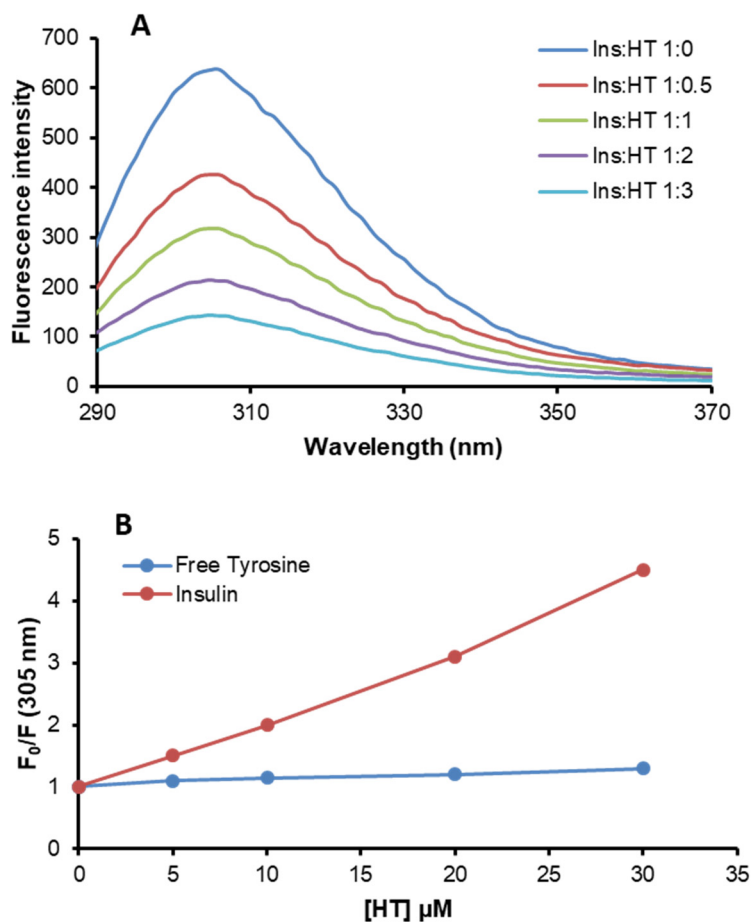 A
700
600
500
400
300
200
100
0
Fluorescence intensity
290 310 330 350 370
Wavelength (nm)
Ins:HT 1:0
Ins:HT 1:0.5
Ins:HT 1:1
Ins:HT 1:2
Ins:HT 1:3
B
5
4
3
2
1
0
F₀/F (305 nm)
Free Tyrosine
Insulin
0 5 10 15 20 25 30 35
[HT] µM